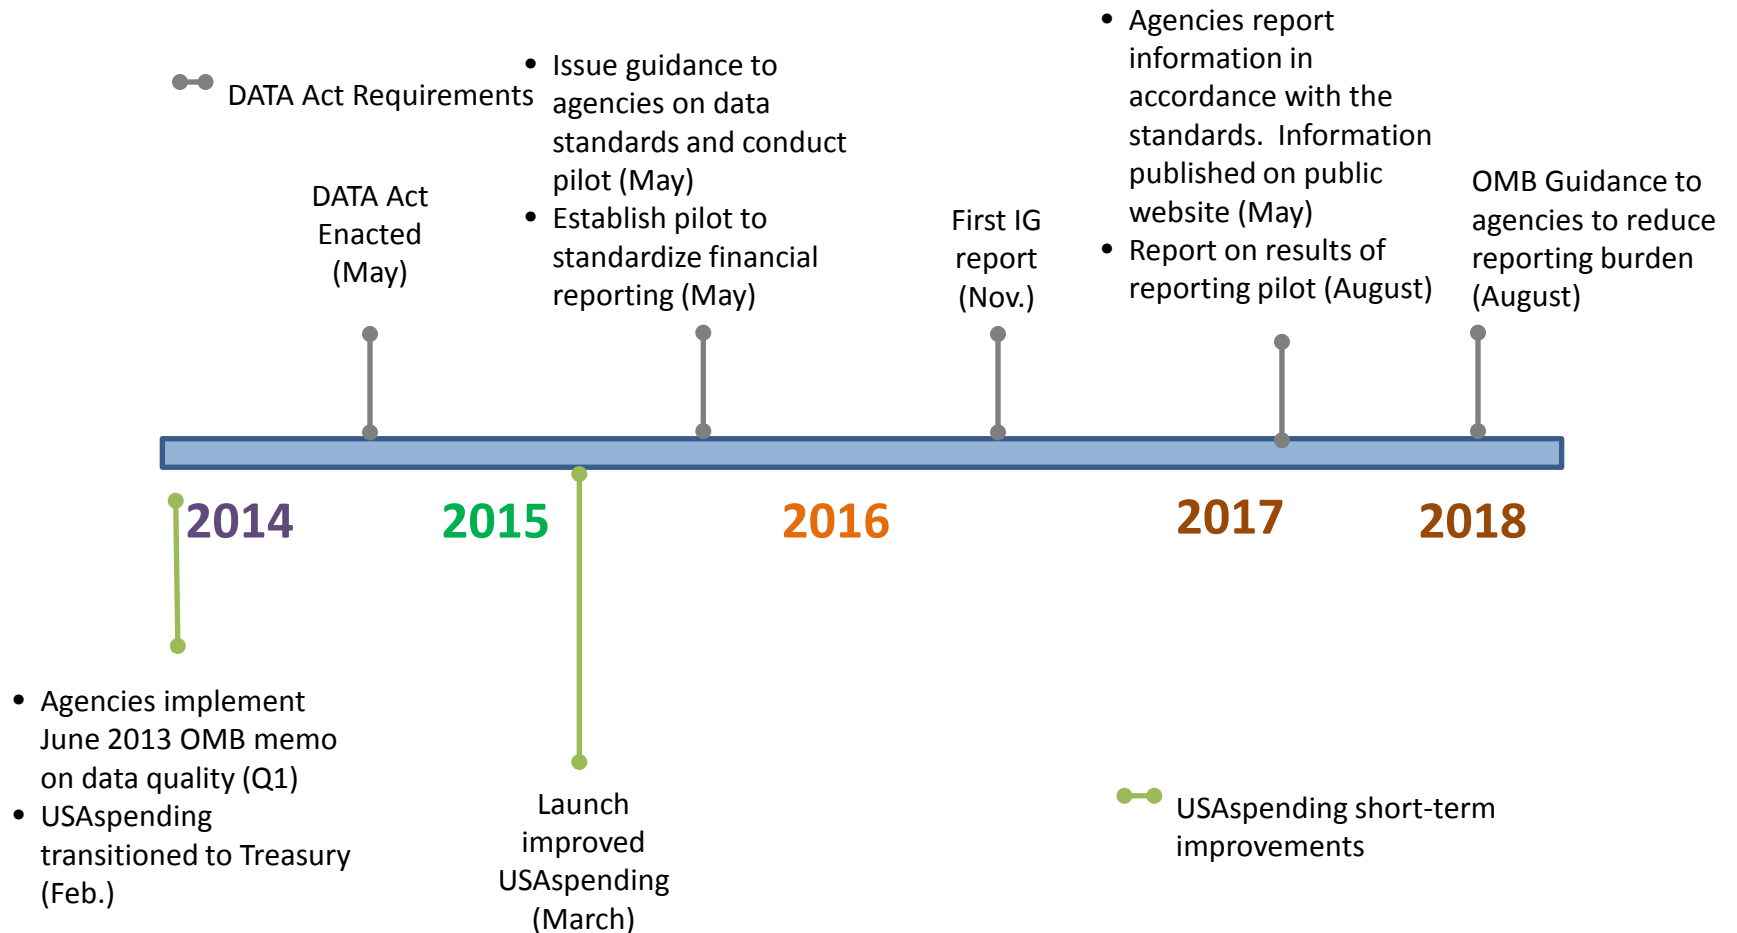 DATA Act Requirements
DATA Act
Enacted
(May)
• Issue guidance to
agencies on data
standards and conduct
pilot (May)
• Establish pilot to
standardize financial
reporting (May)
First IG
report
(Nov.)
• Agencies report
information in
accordance with the
standards.  Information
published on public
website (May)
• Report on results of
reporting pilot (August)
OMB Guidance to
agencies to reduce
reporting burden
(August)
2014
2015
2016
2017
2018
• Agencies implement
June 2013 OMB memo
on data quality (Q1)
• USAspending
transitioned to Treasury
(Feb.)
Launch
improved
USAspending
(March)
USAspending short-term
improvements